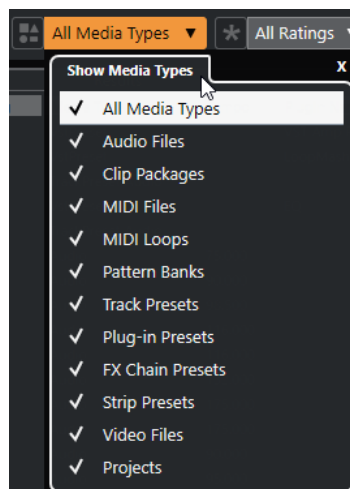 All Media Types All Ratings
Show Media Types X
All Media Types
Audio Files
Clip Packages
MIDI Files
MIDI Loops
Pattern Banks
Track Presets
Plug-in Presets
FX Chain Presets
Strip Presets
Video Files
Projects